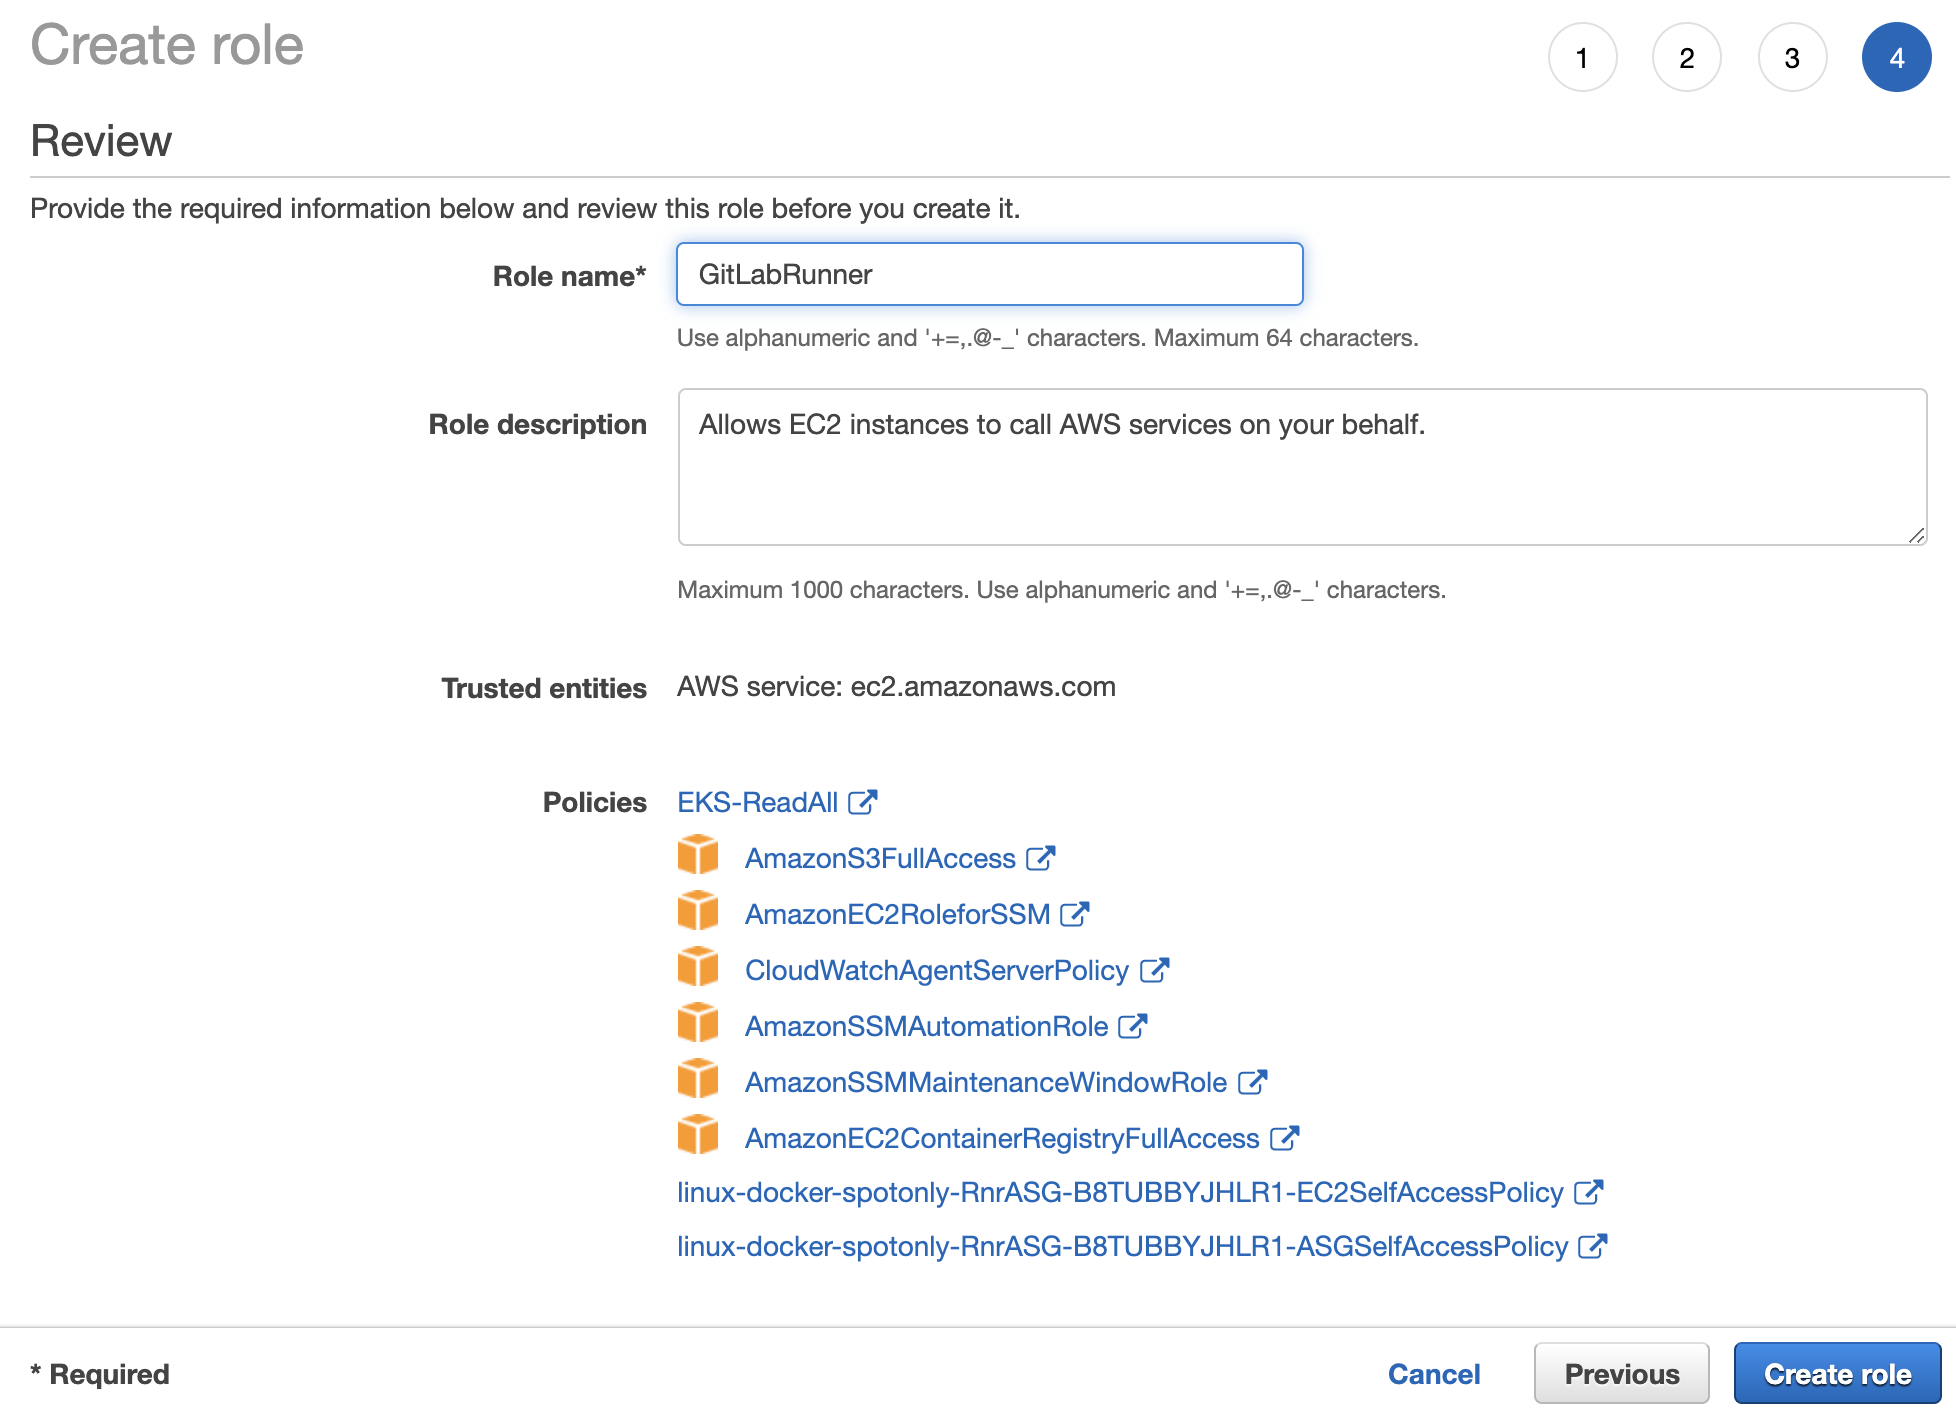 Create role
1 2 3 4
Review
Provide the required information below and review this role before you create it.
Role name* GitLabRunner
Use alphanumeric and '+=,.@-_' characters. Maximum 64 characters.
Role description Allows EC2 instances to call AWS services on your behalf.
Maximum 1000 characters. Use alphanumeric and '+=,.@-_' characters.
Trusted entities AWS service: ec2.amazonaws.com
Policies EKS-ReadAll
AmazonS3FullAccess
AmazonEC2RoleforSSM
CloudWatchAgentServerPolicy
AmazonSSMAutomationRole
AmazonSSMMaintenanceWindowRole
AmazonEC2ContainerRegistryFullAccess
linux-docker-spotonly-RnrASG-B8TUBBYJHLR1-EC2SelfAccessPolicy
linux-docker-spotonly-RnrASG-B8TUBBYJHLR1-ASGSelfAccessPolicy
* Required Cancel Previous Create role